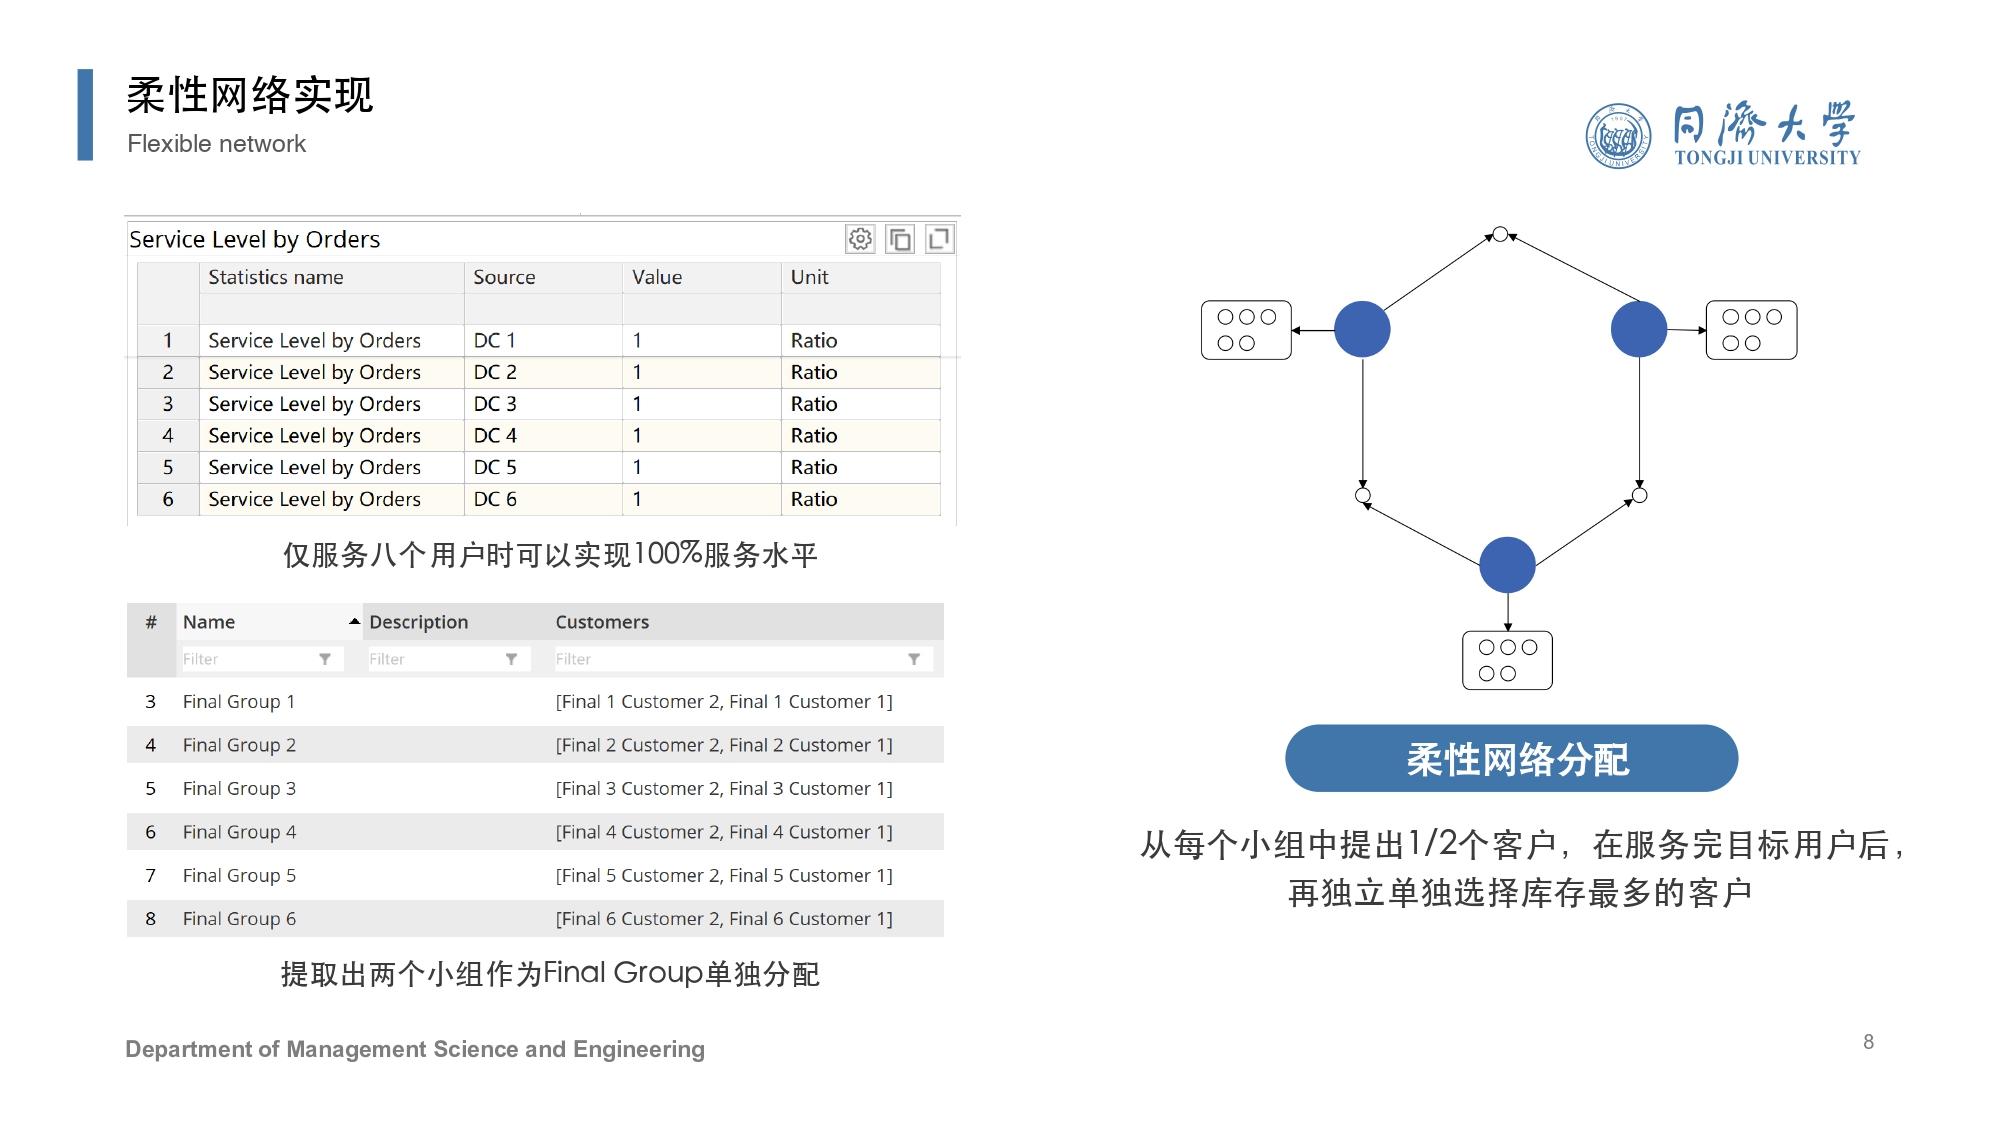 柔性网络实现
Flexible network
同濟大学
TONGJI UNIVERSITY
Service Level by Orders
Statistics name Source Value Unit
1 Service Level by Orders DC 1 1 Ratio
2 Service Level by Orders DC 2 1 Ratio
3 Service Level by Orders DC 3 1 Ratio
4 Service Level by Orders DC 4 1 Ratio
5 Service Level by Orders DC 5 1 Ratio
6 Service Level by Orders DC 6 1 Ratio
仅服务八个用户时可以实现100%服务水平
# Name Description Customers
Filter Filter Filter
3 Final Group 1 [Final 1 Customer 2, Final 1 Customer 1]
4 Final Group 2 [Final 2 Customer 2, Final 2 Customer 1]
5 Final Group 3 [Final 3 Customer 2, Final 3 Customer 1]
6 Final Group 4 [Final 4 Customer 2, Final 4 Customer 1]
7 Final Group 5 [Final 5 Customer 2, Final 5 Customer 1]
8 Final Group 6 [Final 6 Customer 2, Final 6 Customer 1]
提取出两个小组作为Final Group单独分配
柔性网络分配
从每个小组中提出1/2个客户，在服务完目标用户后，
再独立单独选择库存最多的客户
Department of Management Science and Engineering
8